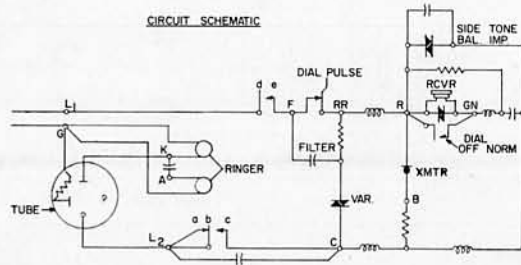 CIRCUIT SCHEMATIC
SIDE TONE
BAL. IMP.
DIAL PULSE
RCVR
L1
d
e
F
RR
R
GN
G
K
A
RINGER
FILTER
DIAL
OFF NORM
XMTR
TUBE
VAR.
B
L2
a
b
c
C